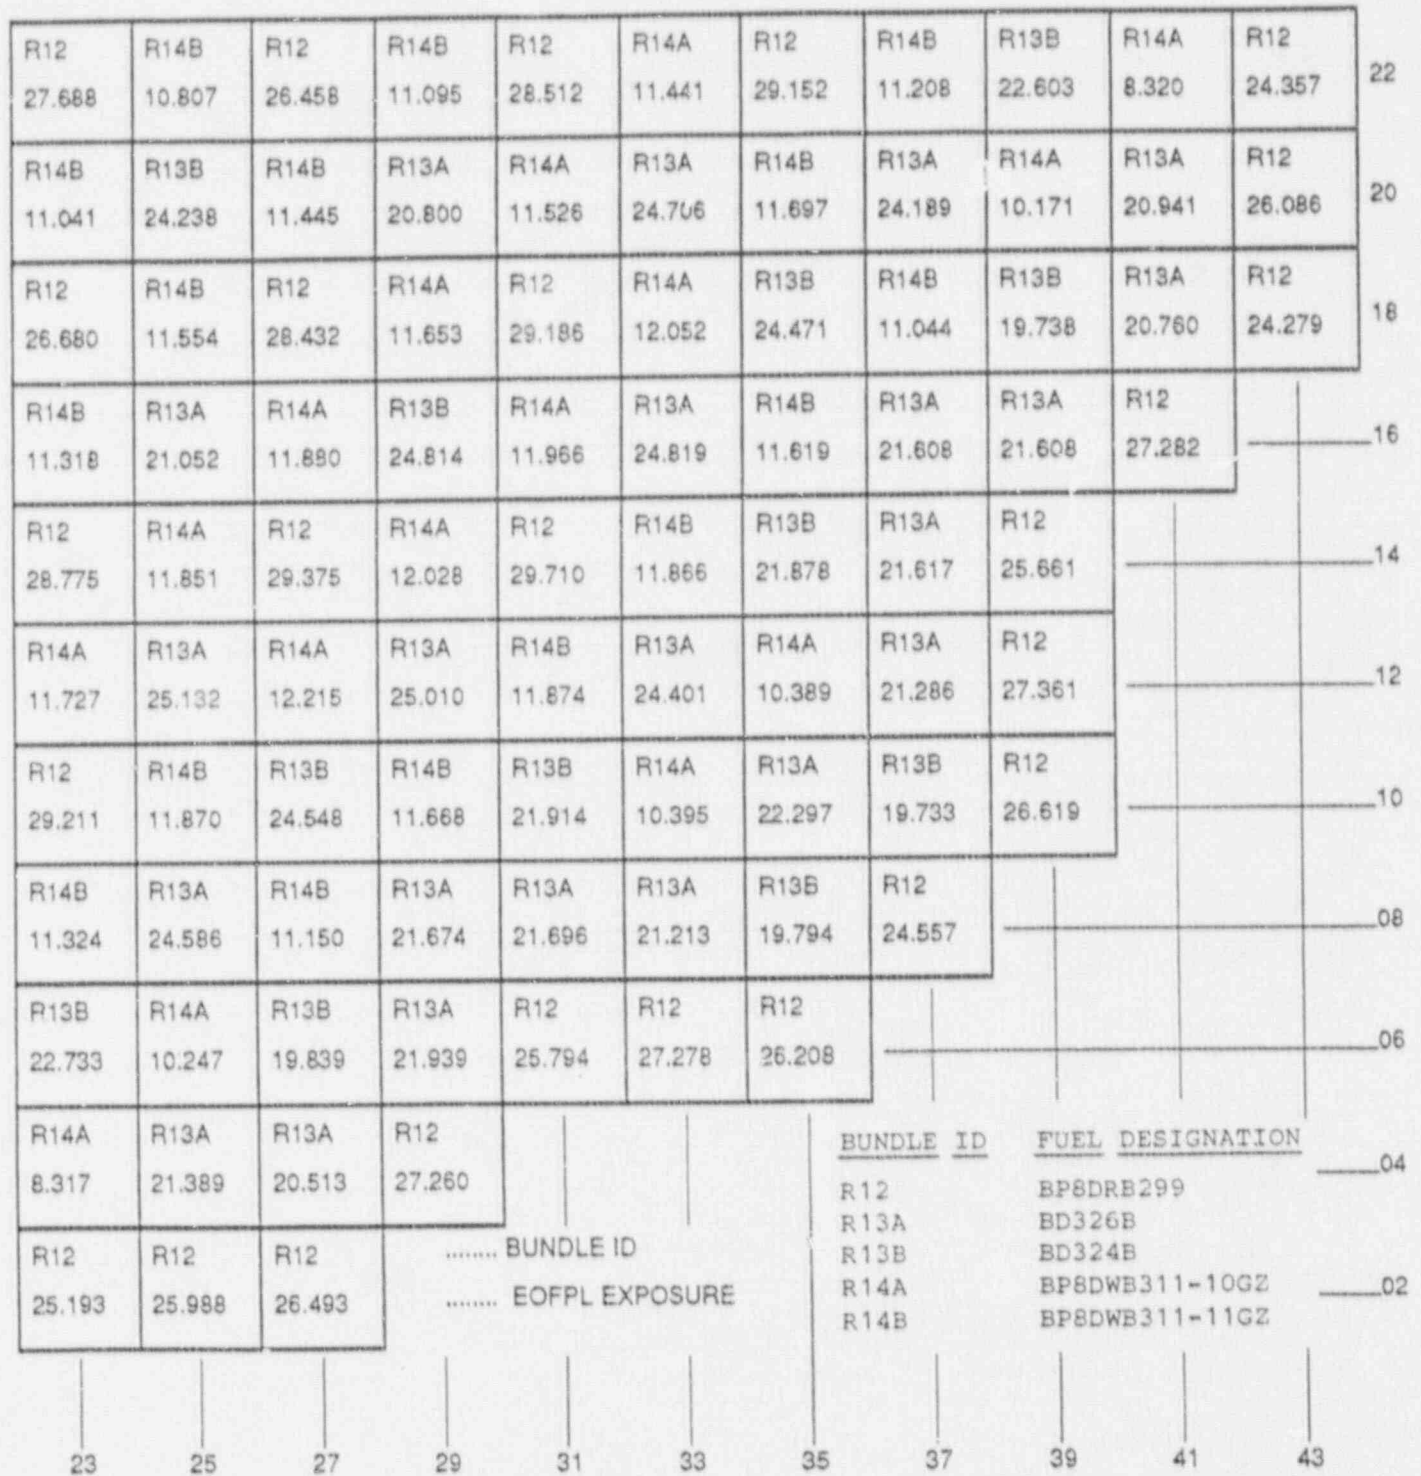 R12 R14B R12 R14B R12 R14A R12 R14B R13B R14A R12
27.688 10.807 26.458 11.095 28.512 11.441 29.152 11.208 22.603 8.320 24.357 22
R14B R13B R14B R13A R14A R13A R14B R13A R14A R13A R12
11.041 24.238 11.445 20.800 11.526 24.706 11.697 24.189 10.171 20.941 26.086 20
R12 R14B R12 R14A R12 R14A R13B R14B R13B R13A R12
26.680 11.554 28.432 11.653 29.186 12.052 24.471 11.044 19.738 20.760 24.279 18
R14B R13A R14A R13B R14A R13A R14B R13A R13A R12
11.318 21.052 11.880 24.814 11.966 24.819 11.619 21.608 21.608 27.282 16
R12 R14A R12 R14A R12 R14B R13B R13A R12
28.775 11.851 29.375 12.028 29.710 11.866 21.878 21.617 25.661 14
R14A R13A R14A R13A R14B R13A R14A R13A R12
11.727 25.132 12.215 25.010 11.874 24.401 10.389 21.286 27.361 12
R12 R14B R13B R14B R13B R14A R13A R13B R12
29.211 11.870 24.548 11.668 21.914 10.395 22.297 19.733 26.619 10
R14B R13A R14B R13A R13A R13A R13B R12
11.324 24.586 11.150 21.674 21.696 21.213 19.794 24.557 08
R13B R14A R13B R13A R12 R12 R12
22.733 10.247 19.839 21.939 25.794 27.278 26.208 06
R14A R13A R13A R12
8.317 21.389 20.513 27.260 04
R12 R12 R12
25.193 25.988 26.493 02
........ BUNDLE ID
........ EOFPL EXPOSURE
BUNDLE ID FUEL DESIGNATION
R12 BP8DRB299
R13A BD326B
R13B BD324B
R14A BP8DWB311-10GZ
R14B BP8DWB311-11GZ
23 25 27 29 31 33 35 37 39 41 43